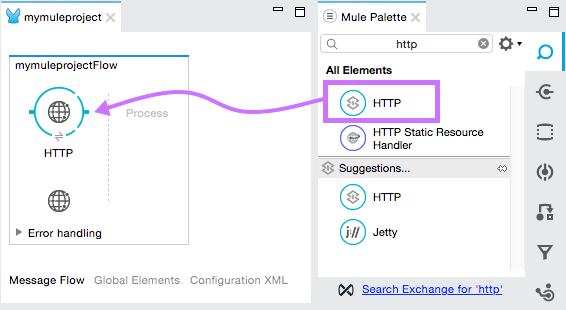 mymuleproject
mymuleprojectFlow
HTTP
Process
Error handling
Message Flow Global Elements Configuration XML
Mule Palette
http
All Elements
HTTP
HTTP Static Resource
Handler
Suggestions...
HTTP
j://
Jetty
Search Exchange for 'http'